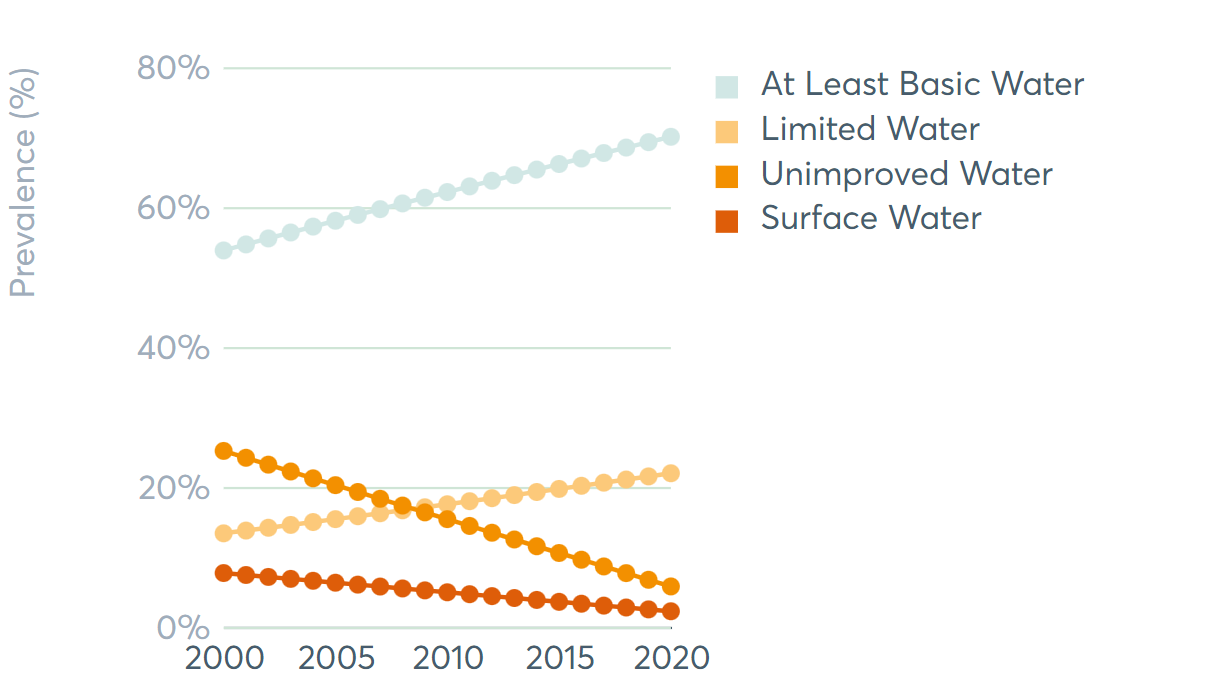 Prevalence (%)
80%
60%
40%
20%
0%
2000 2005 2010 2015 2020
At Least Basic Water
Limited Water
Unimproved Water
Surface Water